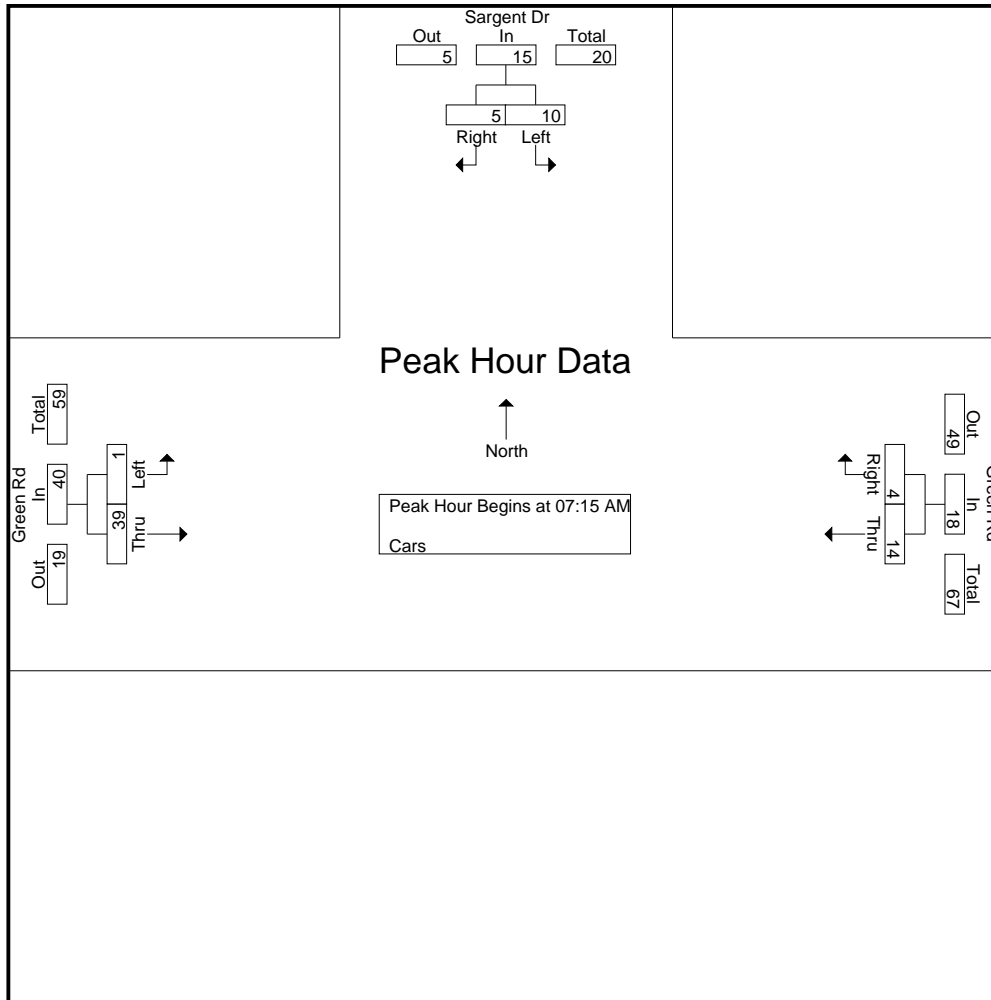 Sargent Dr
Out In Total
5 15 20
5 10
Right Left
Peak Hour Data
North
Peak Hour Begins at 07:15 AM
Cars
Green Rd
Total In Out
59 40 19
1 39
Left Thru
Out In Total
49 18 67
Right Thru
4 14